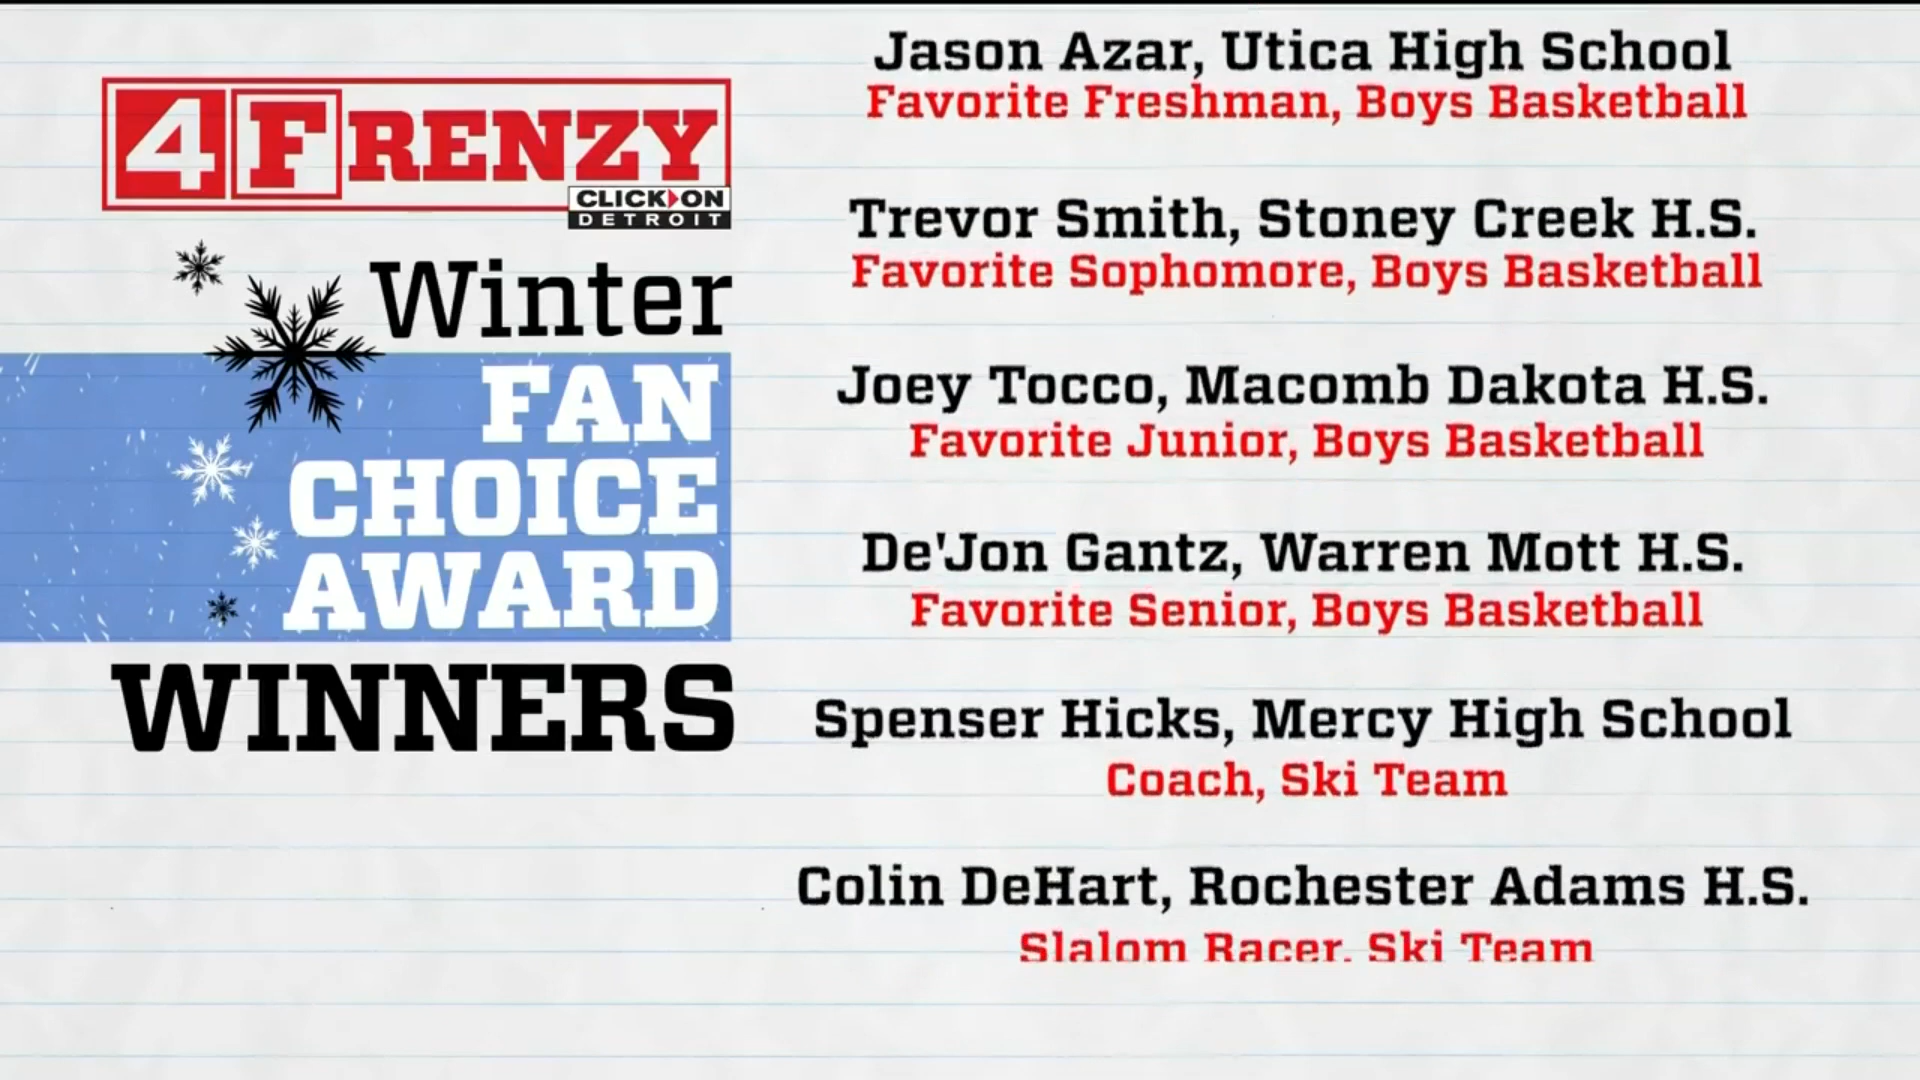 4 FRENZY
CLICK ON
DETROIT
Winter
FAN
CHOICE
AWARD
WINNERS
Jason Azar, Utica High School
Favorite Freshman, Boys Basketball
Trevor Smith, Stoney Creek H.S.
Favorite Sophomore, Boys Basketball
Joey Tocco, Macomb Dakota H.S.
Favorite Junior, Boys Basketball
De'Jon Gantz, Warren Mott H.S.
Favorite Senior, Boys Basketball
Spenser Hicks, Mercy High School
Coach, Ski Team
Colin DeHart, Rochester Adams H.S.
Slalom Racer, Ski Team